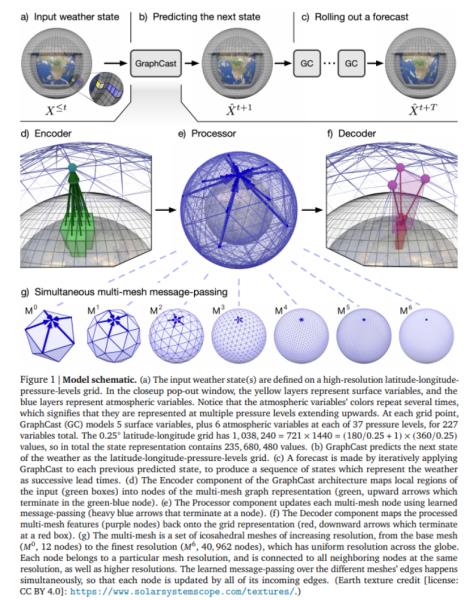 a) Input weather state
b) Predicting the next state
c) Rolling out a forecast
GraphCast
GC
...
GC
X≤t
X̂t+1
X̂t+T
d) Encoder
e) Processor
f) Decoder
g) Simultaneous multi-mesh message-passing
M0
M1
M2
M3
M4
M5
M6
Figure 1 | Model schematic. (a) The input weather state(s) are defined on a high-resolution latitude-longitude-
pressure-levels grid. In the closeup pop-out window, the yellow layers represent surface variables, and the
blue layers represent atmospheric variables. Notice that the atmospheric variables’ colors repeat several times,
which signifies that they are represented at multiple pressure levels extending upwards. At each grid point,
GraphCast (GC) models 5 surface variables, plus 6 atmospheric variables at each of 37 pressure levels, for 227
variables total. The 0.25° latitude-longitude grid has 1, 038, 240 = 721 × 1440 = (180/0.25 + 1) × (360/0.25)
values, so in total the state representation contains 235, 680, 480 values. (b) GraphCast predicts the next state
of the weather as the latitude-longitude-pressure-levels grid. (c) A forecast is made by iteratively applying
GraphCast to each previous predicted state, to produce a sequence of states which represent the weather
as successive lead times. (d) The Encoder component of the GraphCast architecture maps local regions
of the input (green boxes) into nodes of the multi-mesh graph representation (green, upward arrows which
terminate in the green-blue node). (e) The Processor component updates each multi-mesh node using learned
message-passing (heavy blue arrows that terminate at a node). (f) The Decoder component maps the processed
multi-mesh features (purple nodes) back onto the grid representation (red, downward arrows which terminate
at a red box). (g) The multi-mesh is a set of icosahedral meshes of increasing resolution, from the base mesh
(M0, 12 nodes) to the finest resolution (M6, 40, 962 nodes), which has uniform resolution across the globe.
Each node belongs to a particular mesh resolution, and is connected to all neighboring nodes at the same
resolution, as well as higher resolutions. The learned message-passing over the different meshes’ edges happens
simultaneously, so that each node is updated by all of its incoming edges. (Earth texture credit [license:
CC BY 4.0]: https://www.solarsystemscope.com/textures/.)